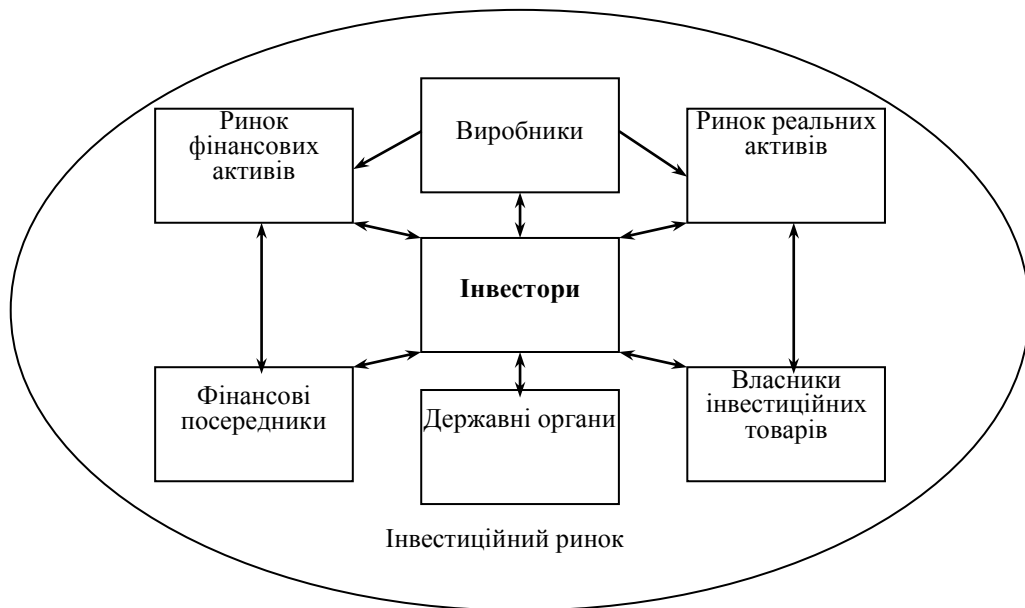 Ринок
фінансових
активів
Виробники
Ринок реальних
активів
Інвестори
Фінансові
посередники
Державні органи
Власники
інвестиційних
товарів
Інвестиційний ринок